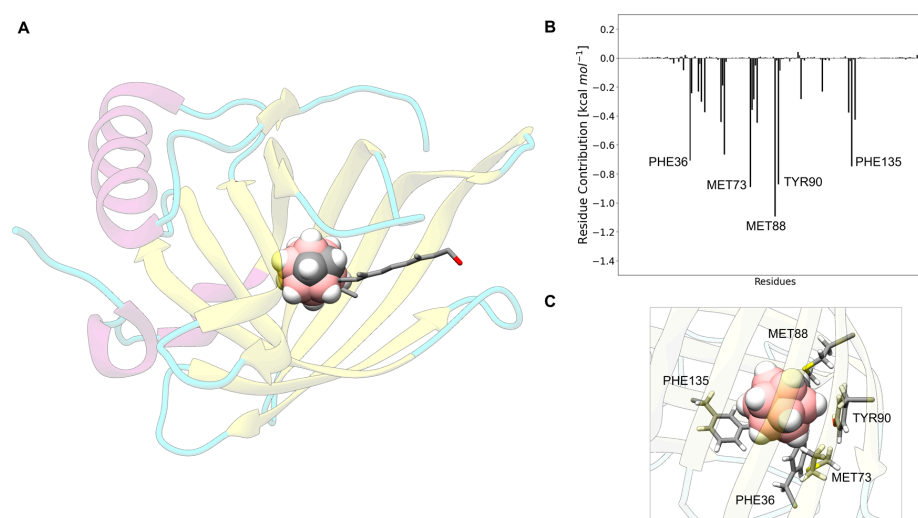 A
B
Residue Contribution [kcal mol⁻¹]
0.2
0.0
−0.2
−0.4
−0.6
−0.8
−1.0
−1.2
−1.4
PHE36
MET73
TYR90
PHE135
MET88
Residues
C
MET88
PHE135
TYR90
MET73
PHE36